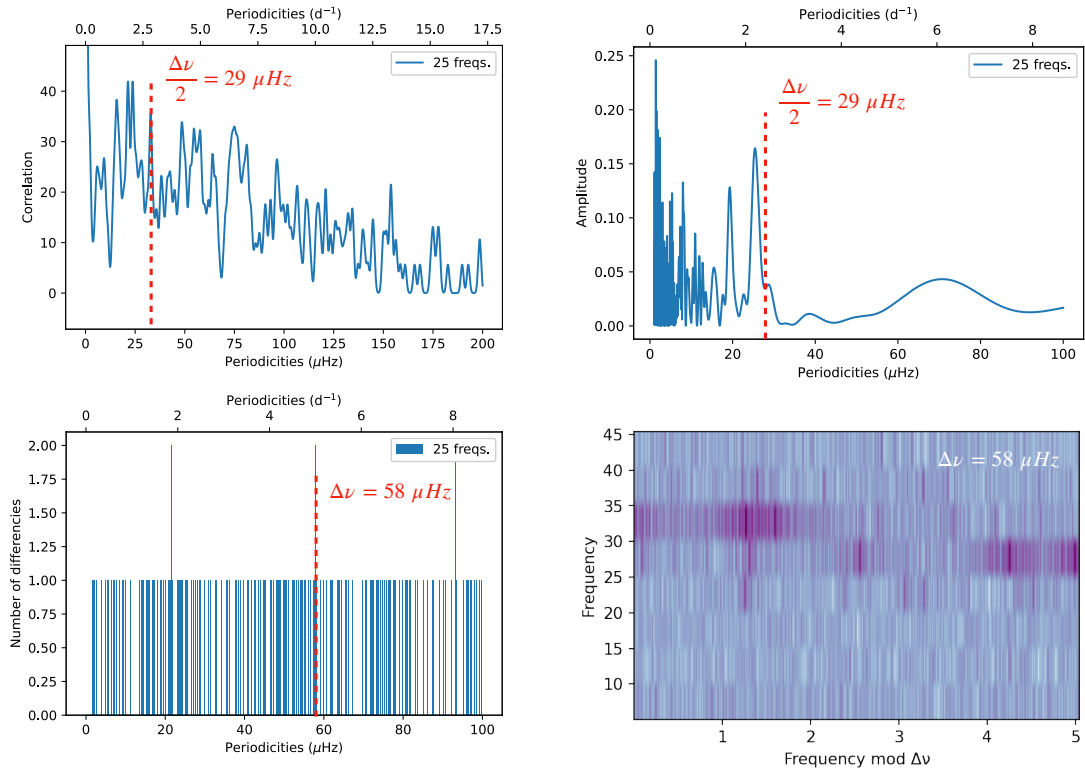 Periodicities (d⁻¹)
0.0 2.5 5.0 7.5 10.0 12.5 15.0 17.5
25 freqs.
Δν/2 = 29 μHz
Correlation
40
30
20
10
0
0 25 50 75 100 125 150 175 200
Periodicities (μHz)
Periodicities (d⁻¹)
0 2 4 6 8
25 freqs.
Δν/2 = 29 μHz
Amplitude
0.25
0.20
0.15
0.10
0.05
0.00
0 20 40 60 80 100
Periodicities (μHz)
Periodicities (d⁻¹)
0 2 4 6 8
25 freqs.
Δν = 58 μHz
Number of differencies
2.00
1.75
1.50
1.25
1.00
0.75
0.50
0.25
0.00
0 20 40 60 80 100
Periodicities (μHz)
Δν = 58 μHz
Frequency
45
40
35
30
25
20
15
10
5
1 2 3 4 5
Frequency mod Δν